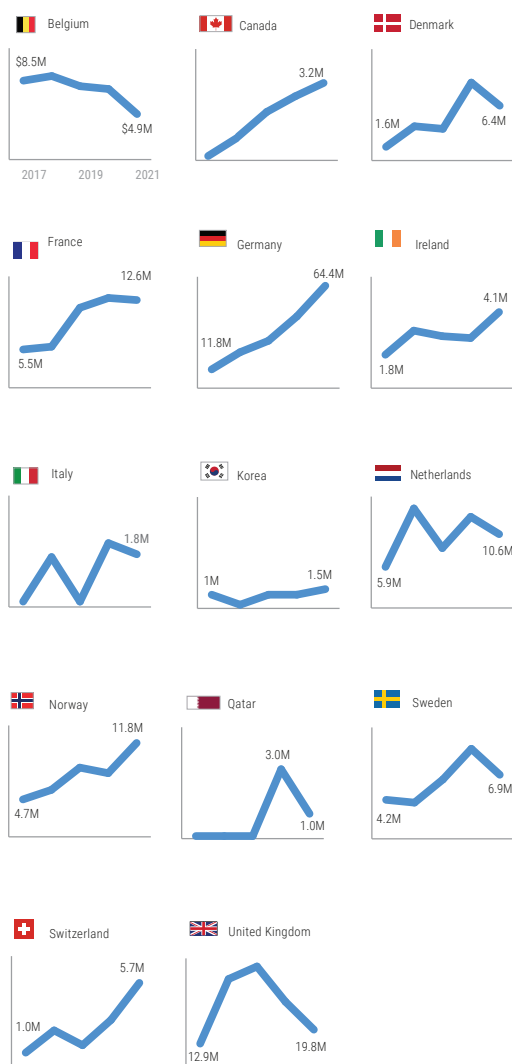 Belgium
$8.5M
$4.9M
2017 2019 2021
Canada
3.2M
Denmark
1.6M
6.4M
France
12.6M
5.5M
Germany
64.4M
11.8M
Ireland
4.1M
1.8M
Italy
1.8M
Korea
1M
1.5M
Netherlands
10.6M
5.9M
Norway
11.8M
4.7M
Qatar
3.0M
1.0M
Sweden
6.9M
4.2M
Switzerland
5.7M
1.0M
United Kingdom
12.9M
19.8M